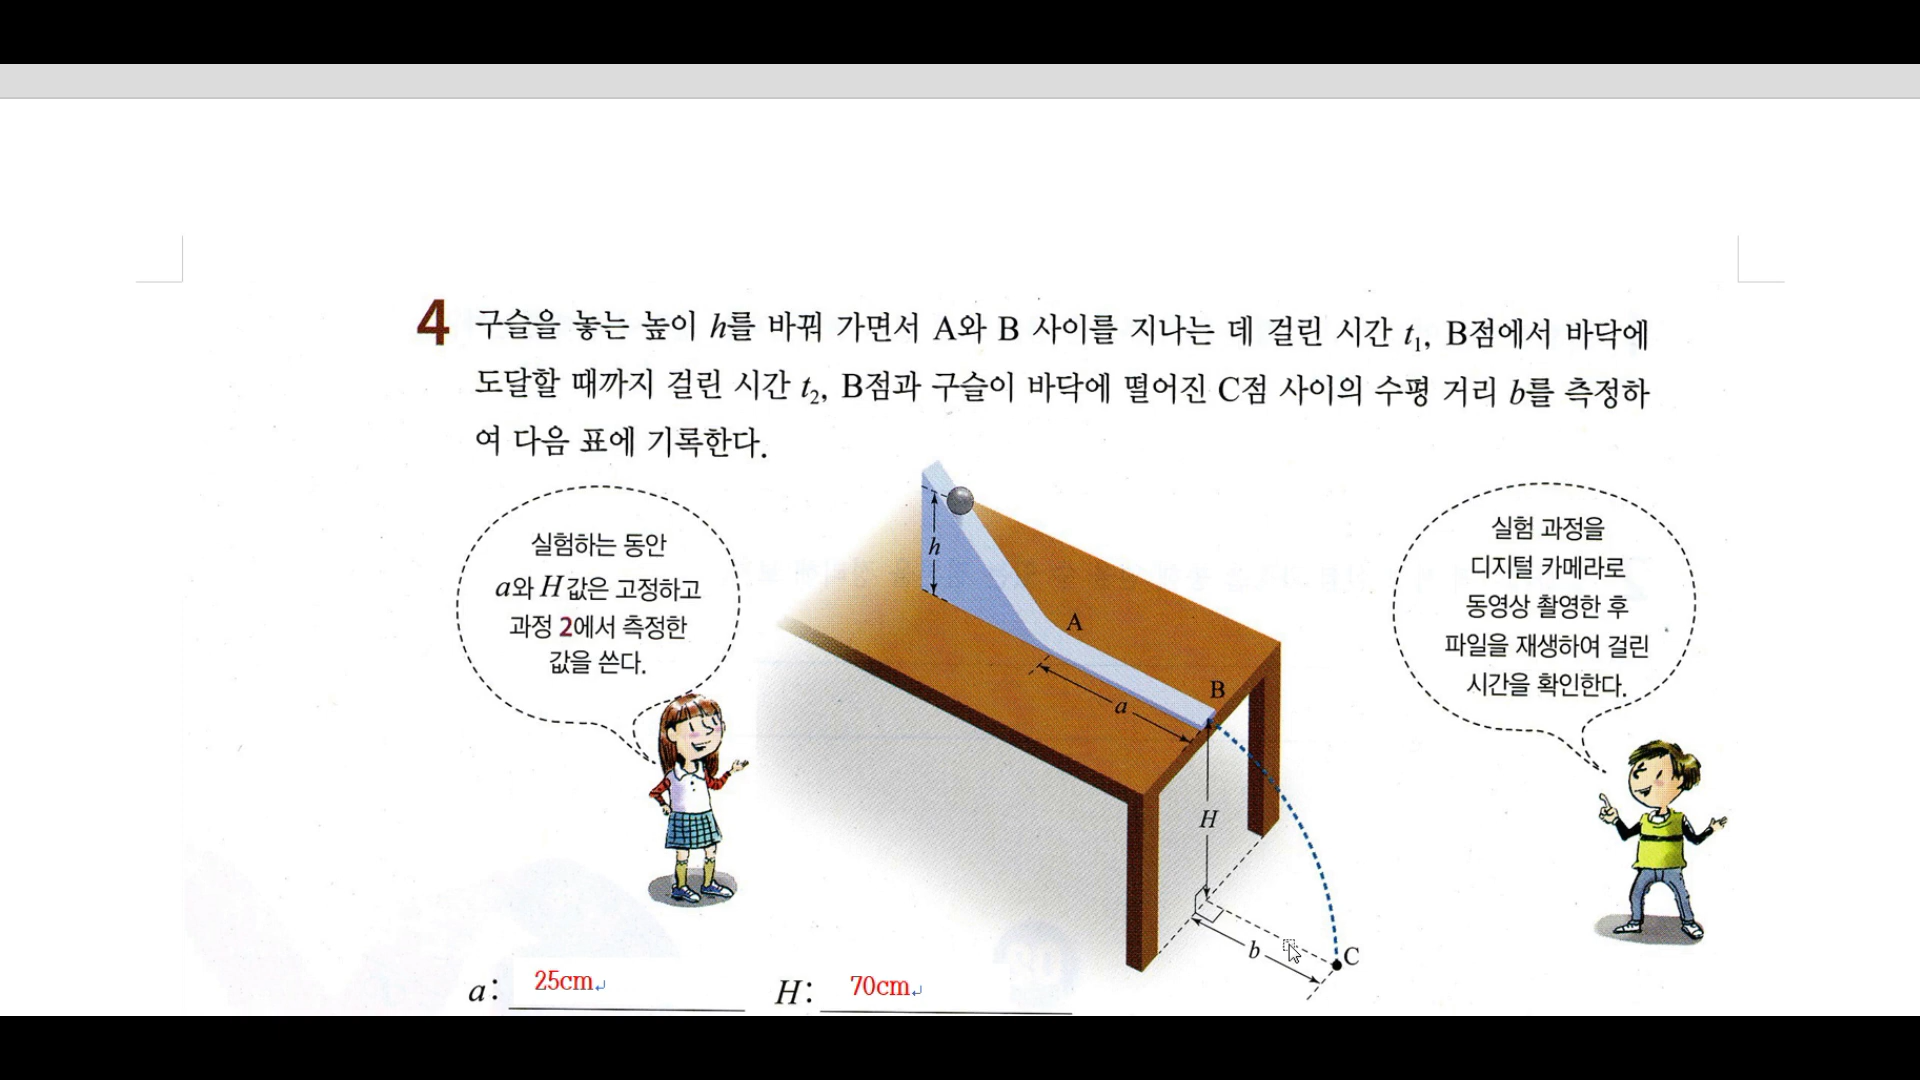 4 구슬을 놓는 높이 h를 바꿔 가면서 A와 B 사이를 지나는 데 걸린 시간 t₁, B점에서 바닥에
도달할 때까지 걸린 시간 t₂, B점과 구슬이 바닥에 떨어진 C점 사이의 수평 거리 b를 측정하
여 다음 표에 기록한다.
실험하는 동안
a와 H값은 고정하고
과정 2에서 측정한
값을 쓴다.
실험 과정을
디지털 카메라로
동영상 촬영한 후
파일을 재생하여 걸린
시간을 확인한다.
h
A
B
a
H
b
C
a: 25cm
H: 70cm